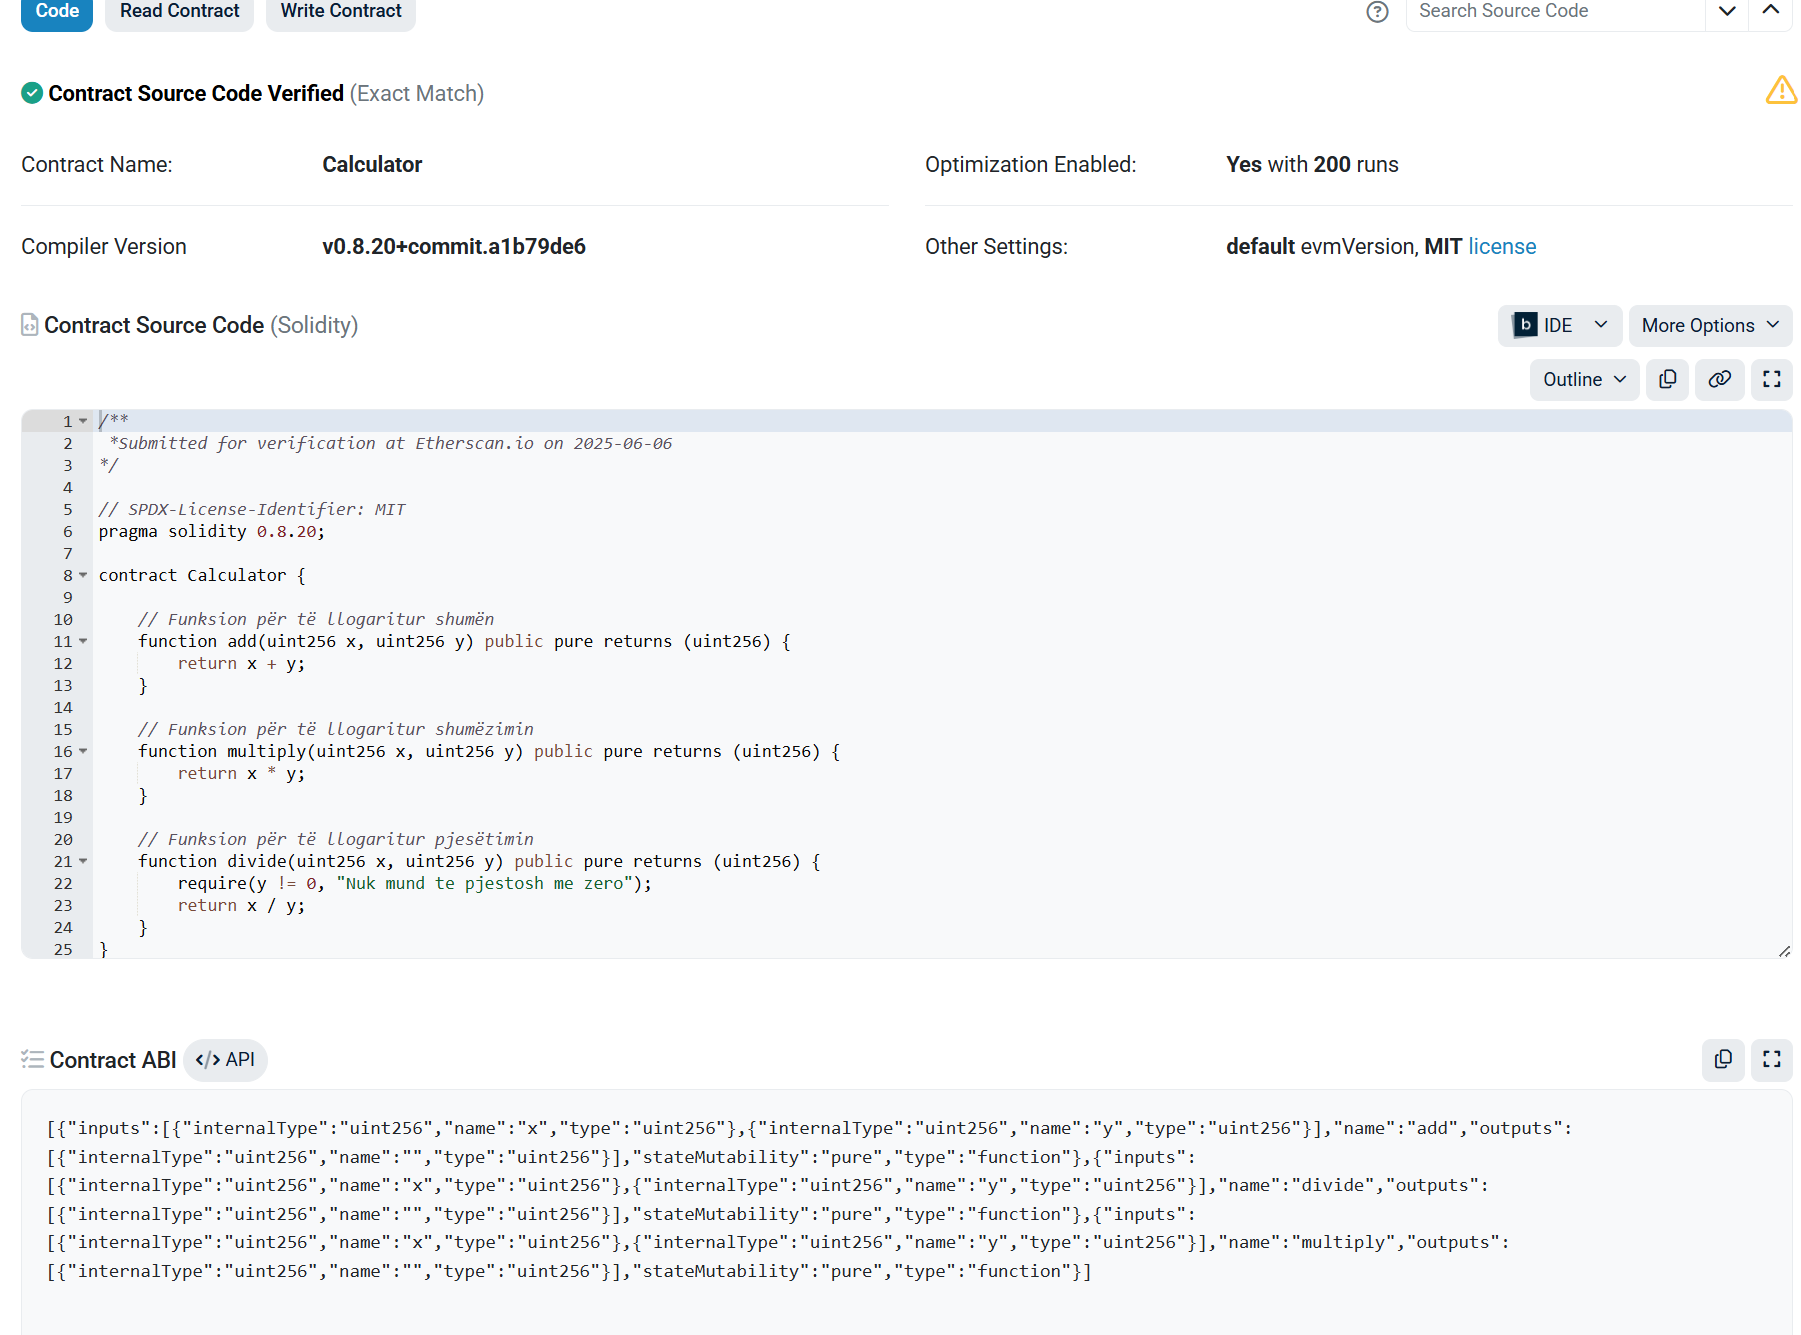 Code Read Contract Write Contract Search Source Code
Contract Source Code Verified (Exact Match)
Contract Name: Calculator Optimization Enabled: Yes with 200 runs
Compiler Version v0.8.20+commit.a1b79de6 Other Settings: default evmVersion, MIT license
Contract Source Code (Solidity) b IDE More Options
Outline
1 /**
2  *Submitted for verification at Etherscan.io on 2025-06-06
3 */
4
5 // SPDX-License-Identifier: MIT
6 pragma solidity 0.8.20;
7
8 contract Calculator {
9
10     // Funksion për të llogaritur shumën
11     function add(uint256 x, uint256 y) public pure returns (uint256) {
12         return x + y;
13     }
14
15     // Funksion për të llogaritur shumëzimin
16     function multiply(uint256 x, uint256 y) public pure returns (uint256) {
17         return x * y;
18     }
19
20     // Funksion për të llogaritur pjesëtimin
21     function divide(uint256 x, uint256 y) public pure returns (uint256) {
22         require(y != 0, "Nuk mund te pjestosh me zero");
23         return x / y;
24     }
25 }
Contract ABI </> API
[{"inputs":[{"internalType":"uint256","name":"x","type":"uint256"},{"internalType":"uint256","name":"y","type":"uint256"}],"name":"add","outputs":
[{"internalType":"uint256","name":"","type":"uint256"}],"stateMutability":"pure","type":"function"},{"inputs":
[{"internalType":"uint256","name":"x","type":"uint256"},{"internalType":"uint256","name":"y","type":"uint256"}],"name":"divide","outputs":
[{"internalType":"uint256","name":"","type":"uint256"}],"stateMutability":"pure","type":"function"},{"inputs":
[{"internalType":"uint256","name":"x","type":"uint256"},{"internalType":"uint256","name":"y","type":"uint256"}],"name":"multiply","outputs":
[{"internalType":"uint256","name":"","type":"uint256"}],"stateMutability":"pure","type":"function"}]